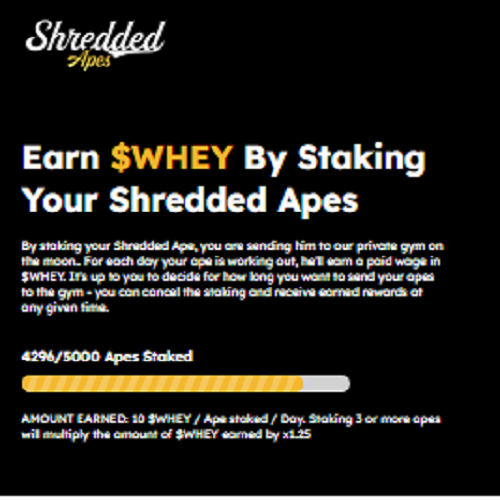 Shredded
Apes
Earn $WHEY By Staking
Your Shredded Apes
By staking your Shredded Ape, you are sending him to our private gym on
the moon.. For each day your ape is working out, he'll earn a paid wage in
$WHEY. It's up to you to decide for how long you want to send your apes
to the gym - you can cancel the staking and receive earned rewards at
any given time.
4296/5000 Apes Staked
AMOUNT EARNED: 10 $WHEY / Ape staked / Day. Staking 3 or more apes
will multiply the amount of $WHEY earned by x1.25